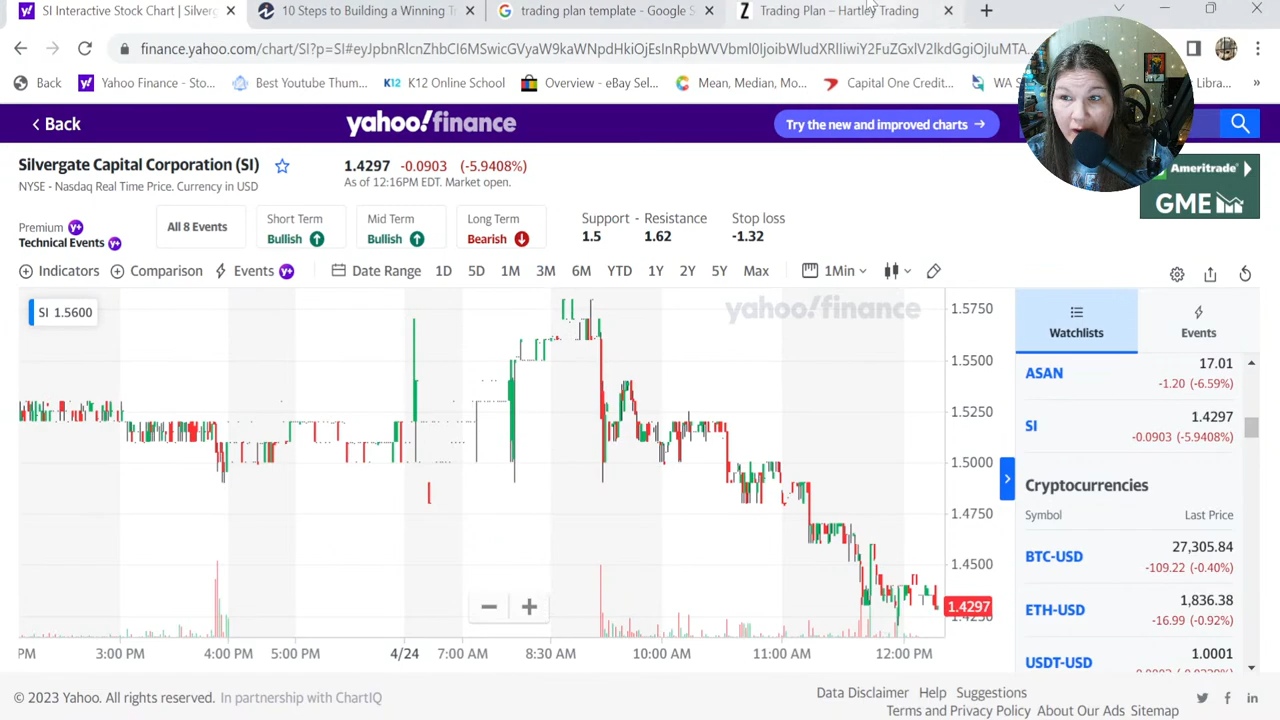 SI Interactive Stock Chart | Silverg
10 Steps to Building a Winning T
trading plan template - Google S
Trading Plan – Hartley Trading
finance.yahoo.com/chart/SI?p=SI#
Back
Yahoo Finance - Sto...
Best Youtube Thum...
K12 K12 Online School
Overview - eBay Sel...
Mean, Median, Mo...
Capital One Credit...
WA S
Libra...
Back
yahoo!finance
Try the new and improved charts →
Silvergate Capital Corporation (SI)
1.4297 -0.0903 (-5.9408%)
NYSE - Nasdaq Real Time Price. Currency in USD
As of 12:16PM EDT. Market open.
Ameritrade
GME
Premium
Technical Events
All 8 Events
Short Term
Bullish
Mid Term
Bullish
Long Term
Bearish
Support - Resistance
1.5 1.62
Stop loss
-1.32
Indicators Comparison Events Date Range 1D 5D 1M 3M 6M YTD 1Y 2Y 5Y Max 1Min
SI 1.5600
yahoo!finance
1.5750
1.5500
1.5250
1.5000
1.4750
1.4500
1.4297
PM 3:00 PM 4:00 PM 5:00 PM 4/24 7:00 AM 8:30 AM 10:00 AM 11:00 AM 12:00 PM
Watchlists
Events
ASAN 17.01
-1.20 (-6.59%)
SI 1.4297
-0.0903 (-5.9408%)
Cryptocurrencies
Symbol Last Price
BTC-USD 27,305.84
-109.22 (-0.40%)
ETH-USD 1,836.38
-16.99 (-0.92%)
USDT-USD 1.0001
© 2023 Yahoo. All rights reserved. In partnership with ChartIQ
Data Disclaimer Help Suggestions
Terms and Privacy Policy About Our Ads Sitemap